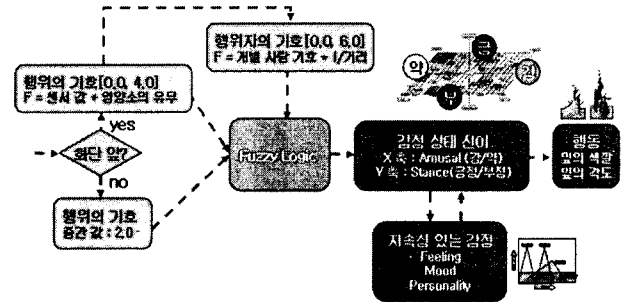 행위자의 기호[0.0, 6.0]
F = 개별 사람 기호 + 1/거리
행위의 기호[0.0, 4.0]
F = 센서 값 + 영양소의 유무
yes
화단 앞?
no
행위의 기호
중간 값 : 2.0
Fuzzy Logic
약
긍
강
부
감정 상태 전이
X 축 : Arousal (강/약)
Y 축 : Stance(긍정/부정)
행동
잎의 색깔
잎의 각도
지속성 있는 감정
- Feeling
Mood
Personality